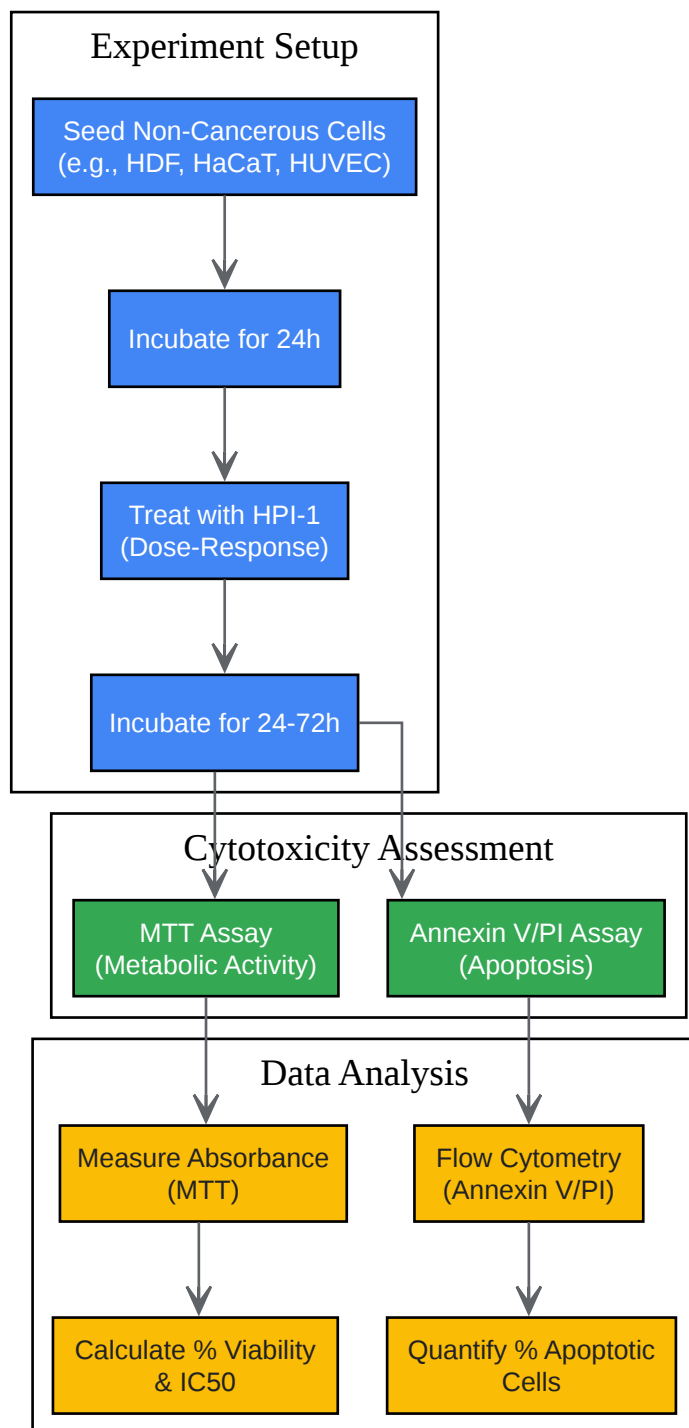 Experiment Setup
Seed Non-Cancerous Cells
(e.g., HDF, HaCaT, HUVEC)
Incubate for 24h
Treat with HPI-1
(Dose-Response)
Incubate for 24-72h
Cytotoxicity Assessment
MTT Assay
(Metabolic Activity)
Annexin V/PI Assay
(Apoptosis)
Data Analysis
Measure Absorbance
(MTT)
Flow Cytometry
(Annexin V/PI)
Calculate % Viability
& IC50
Quantify % Apoptotic
Cells